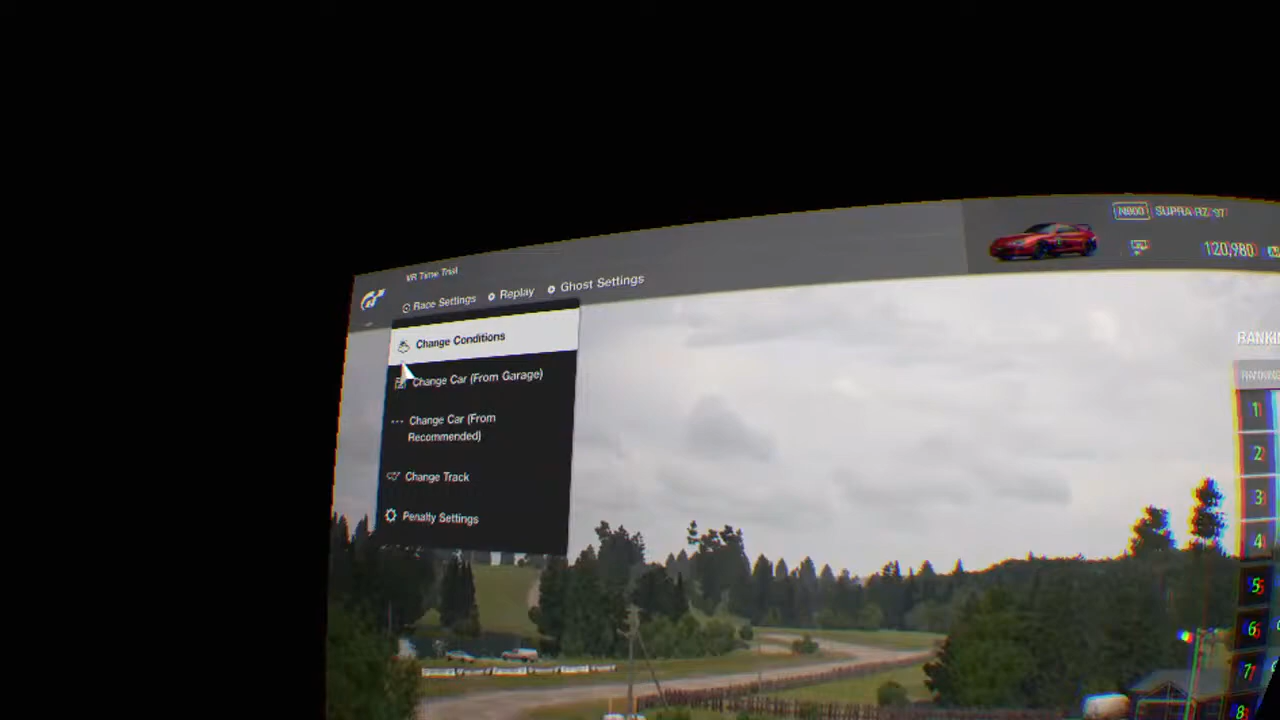 N800 SUPRA RZ '97
120,980
VR Time Trial
Race Settings Replay Ghost Settings
Change Conditions
Change Car (From Garage)
Change Car (From
Recommended)
Change Track
Penalty Settings
1
2
3
4
5
6
7
8